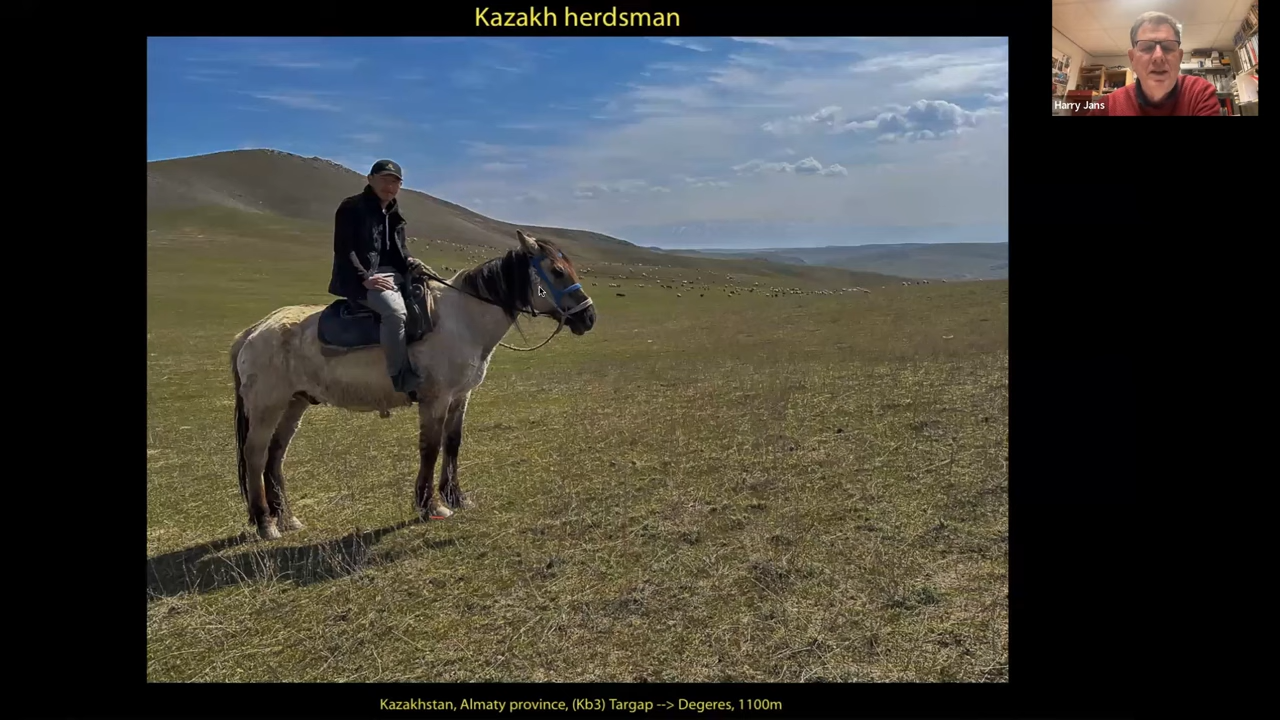 Kazakh herdsman
Harry Jans
Kazakhstan, Almaty province, (Kb3) Targap --> Degeres, 1100m